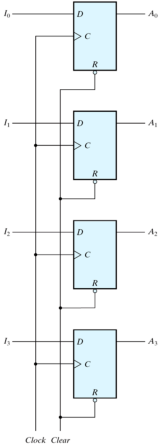 I₀ D A₀
C
R
I₁ D A₁
C
R
I₂ D A₂
C
R
I₃ D A₃
C
R
Clock Clear